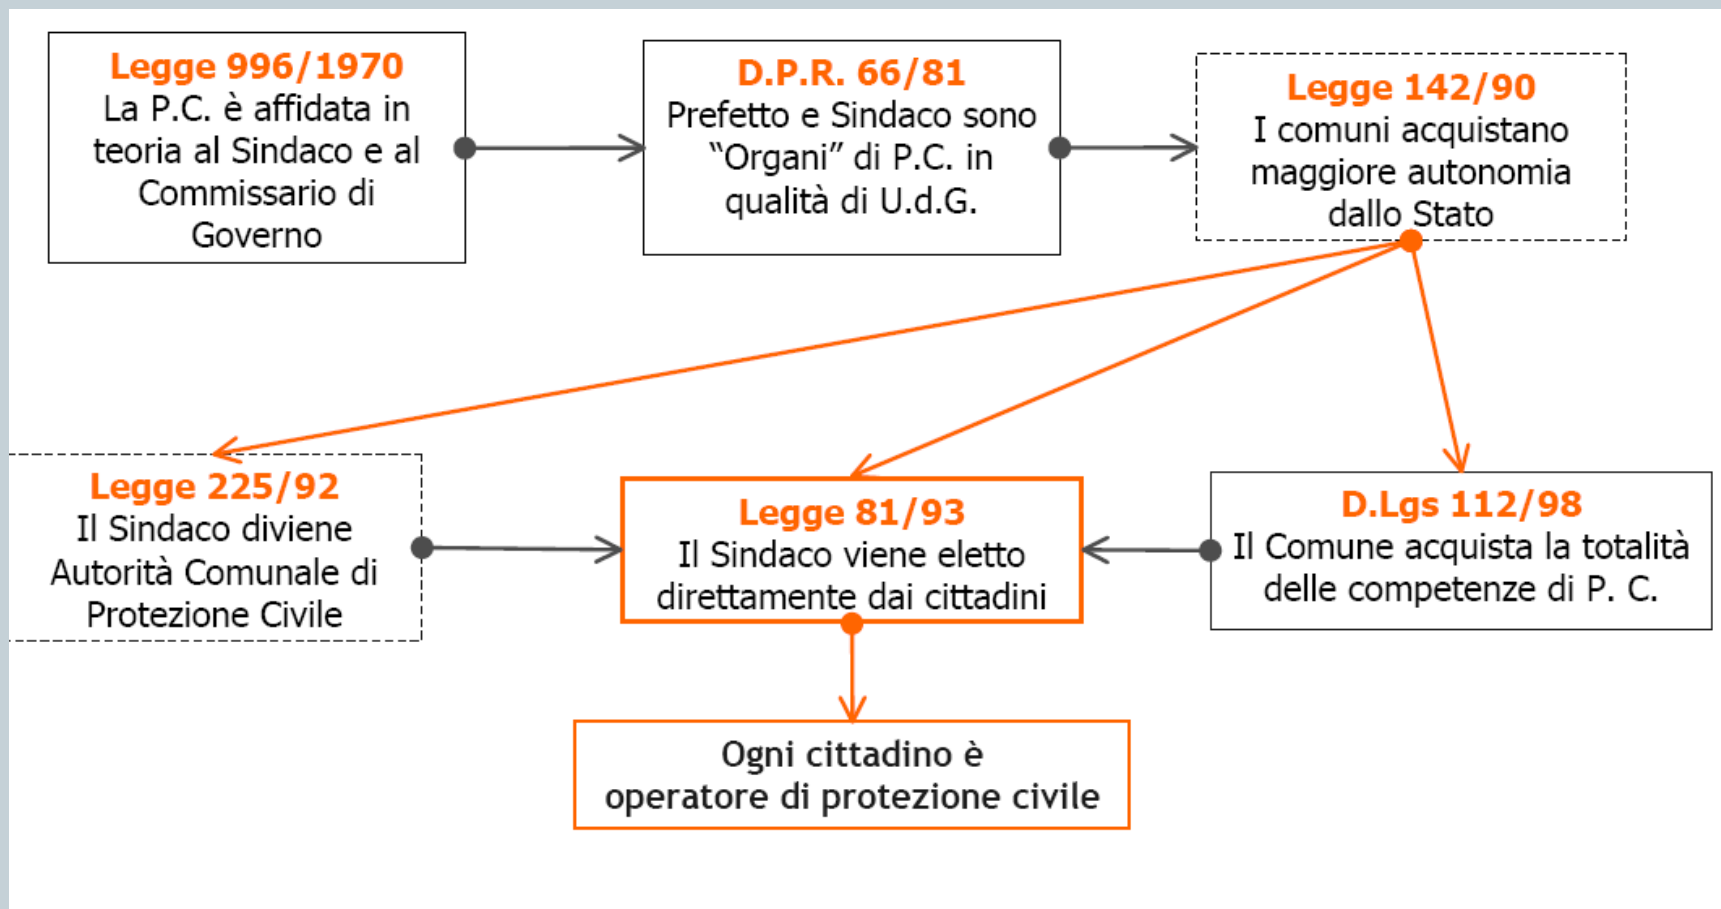 Legge 996/1970
La P.C. è affidata in
teoria al Sindaco e al
Commissario di
Governo
D.P.R. 66/81
Prefetto e Sindaco sono
“Organi” di P.C. in
qualità di U.d.G.
Legge 142/90
I comuni acquistano
maggiore autonomia
dallo Stato
Legge 225/92
Il Sindaco diviene
Autorità Comunale di
Protezione Civile
Legge 81/93
Il Sindaco viene eletto
direttamente dai cittadini
D.Lgs 112/98
Il Comune acquista la totalità
delle competenze di P. C.
Ogni cittadino è
operatore di protezione civile